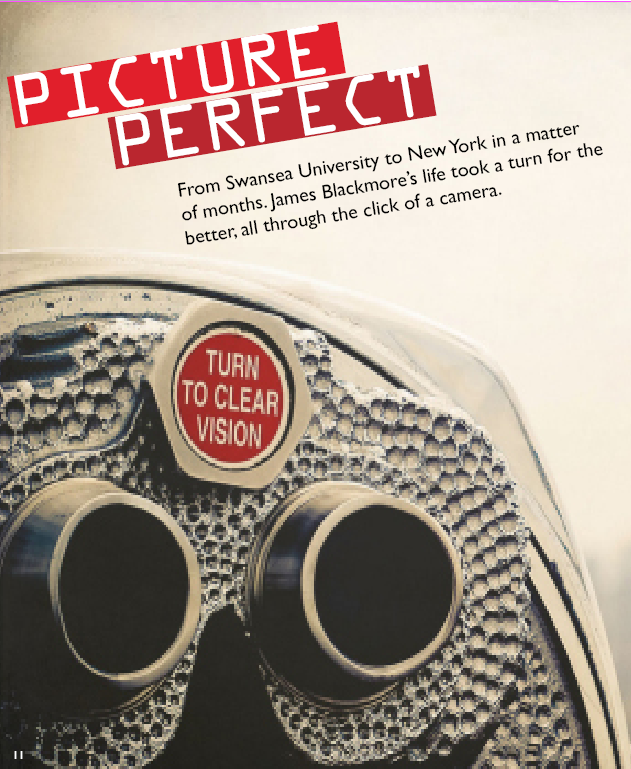 PICTURE
PERFECT
From Swansea University to New York in a matter
of months. James Blackmore's life took a turn for the
better, all through the click of a camera.
TURN
TO CLEAR
VISION
11